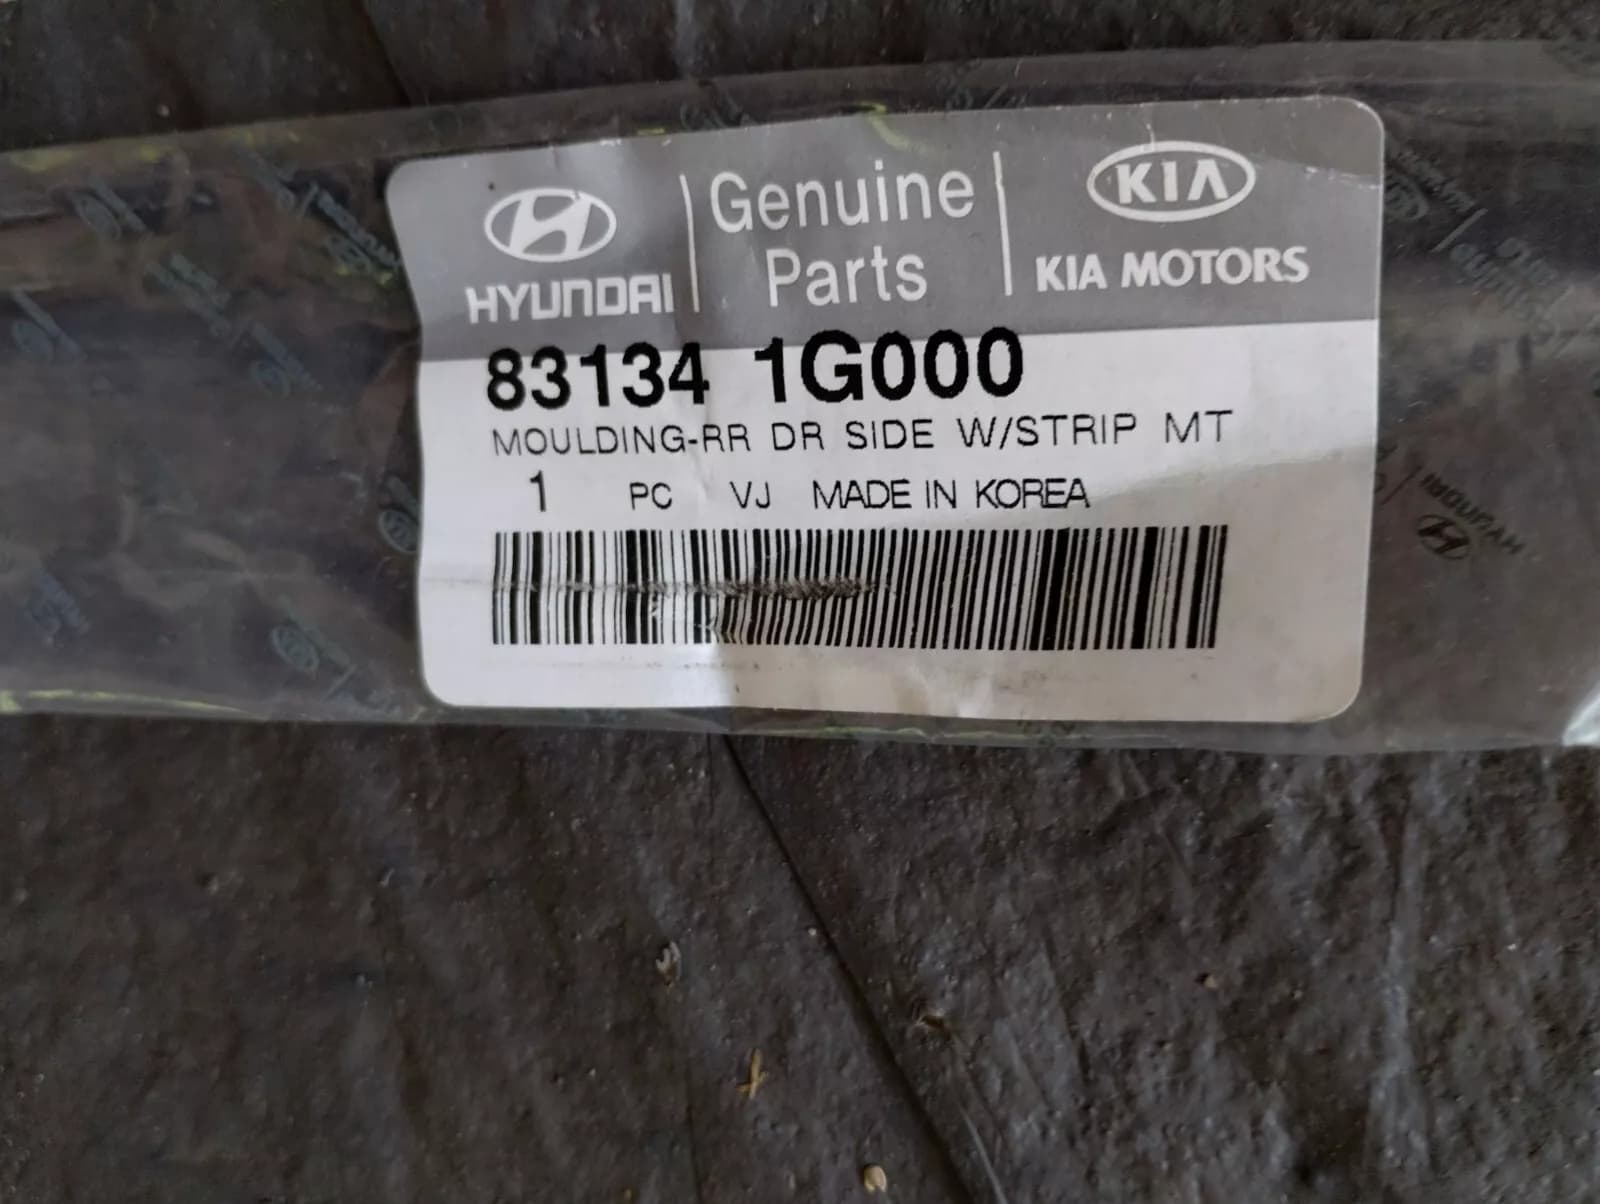 HYUNDAI
Genuine
Parts
KIA
KIA MOTORS
83134 1G000
MOULDING-RR DR SIDE W/STRIP MT
1 PC VJ MADE IN KOREA
HYUNDAI